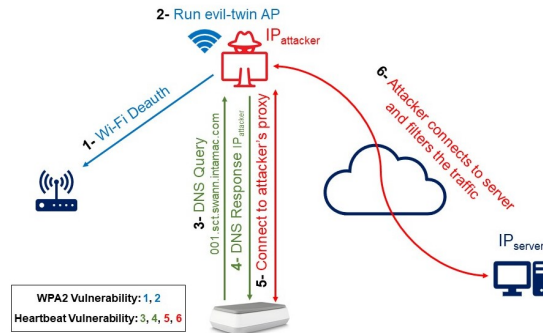 2- Run evil-twin AP
IPattacker
1- Wi-Fi Deauth
3- DNS Query
001.sct.swann.intamac.com
4- DNS Response IPattacker
5- Connect to attacker's proxy
6- Attacker connects to server
and filters the traffic
IPserver
WPA2 Vulnerability: 1, 2
Heartbeat Vulnerability: 3, 4, 5, 6